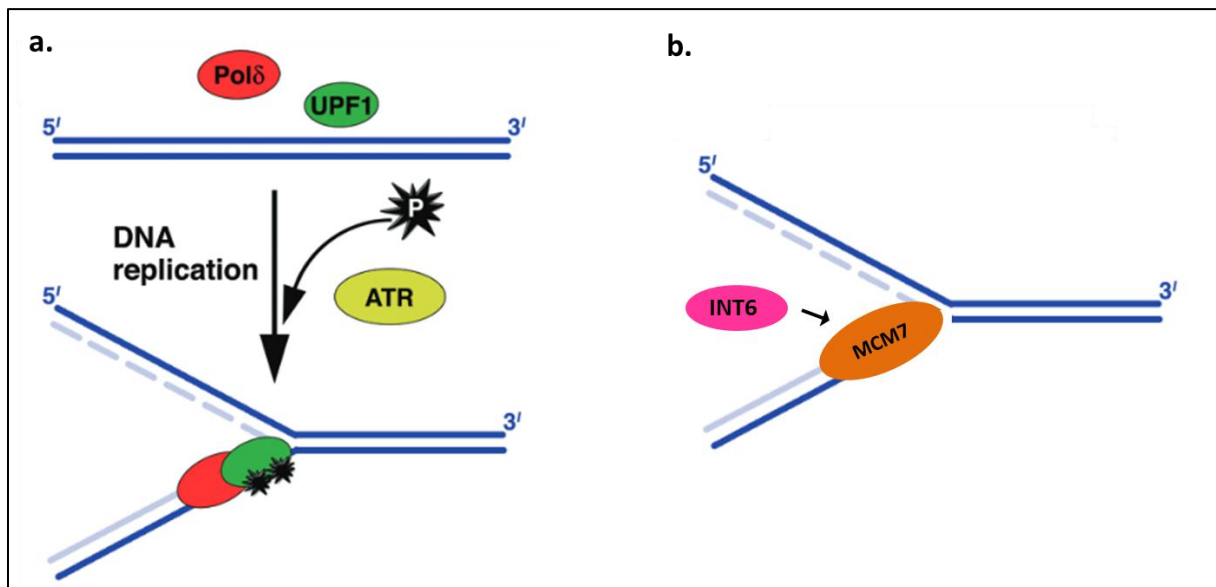 a.
Polδ
UPF1
5'
3'
P
DNA
replication
ATR
5'
3'
b.
5'
3'
INT6
MCM7